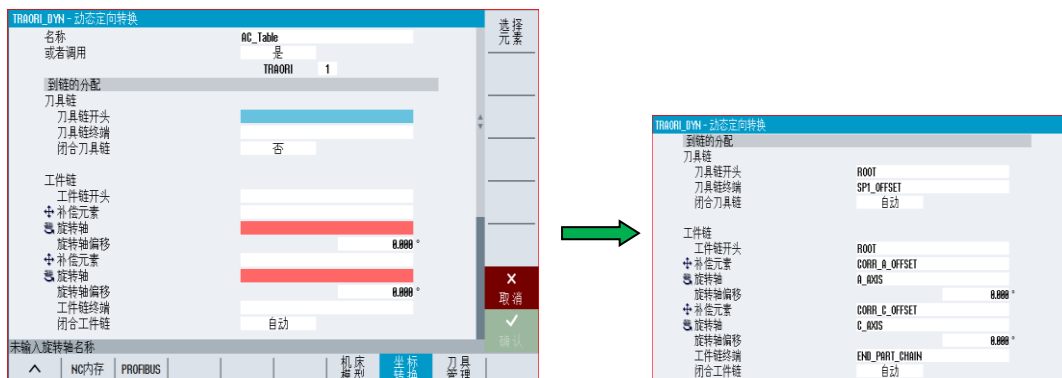 TRAORI_DYN - 动态定向转换
名称 AC_Table
或者调用 是
TRAORI 1
到链的分配
刀具链
刀具链开头
刀具链终端
闭合刀具链 否
工件链
工件链开头
补偿元素
旋转轴
旋转轴偏移 0.000 °
补偿元素
旋转轴
旋转轴偏移 0.000 °
工件链终端
闭合工件链 自动
未输入旋转轴名称
选择
元素
取消
确认
NC内存 PROFIBUS 机床模型 坐标转换 刀具管理
TRAORI_DYN - 动态定向转换
到链的分配
刀具链
刀具链开头 ROOT
刀具链终端 SP1_OFFSET
闭合刀具链 自动
工件链
工件链开头 ROOT
补偿元素 CORR_A_OFFSET
旋转轴 A_AXIS
旋转轴偏移 0.000 °
补偿元素 CORR_C_OFFSET
旋转轴 C_AXIS
旋转轴偏移 0.000 °
工件链终端 END_PART_CHAIN
闭合工件链 自动